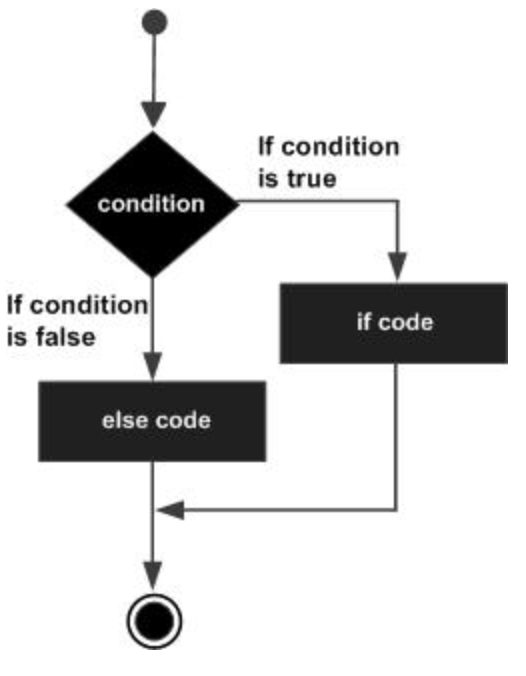 If condition
is true
condition
If condition
is false
if code
else code